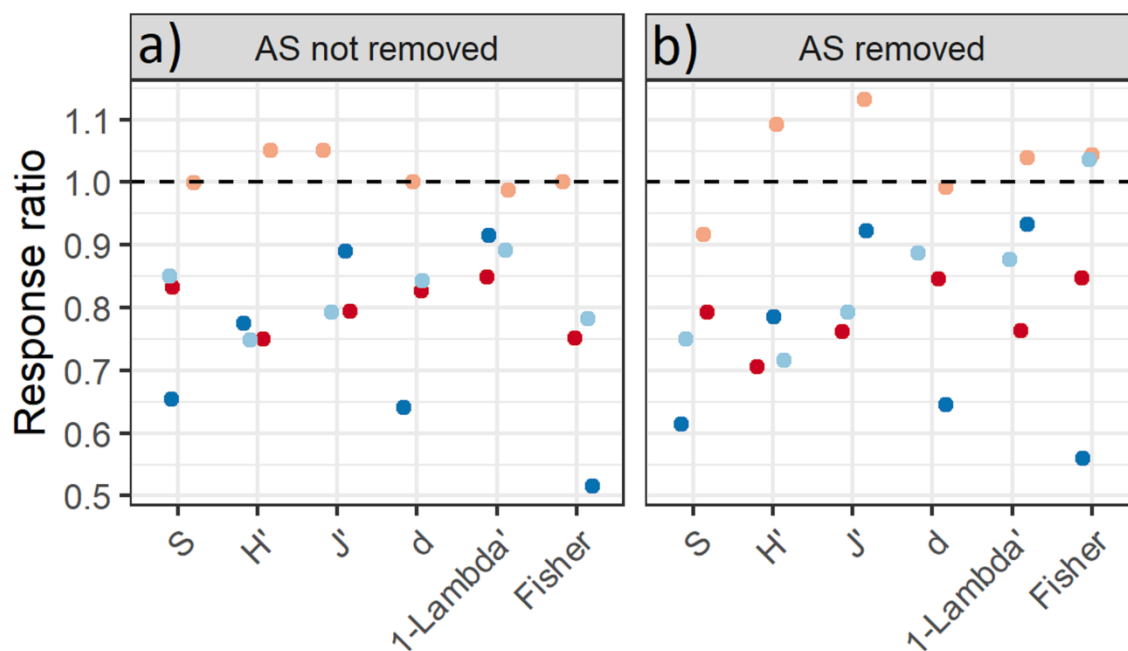 a) AS not removed
b) AS removed
Response ratio
1.1
1.0
0.9
0.8
0.7
0.6
0.5
S
H'
J'
d
1-Lambda'
Fisher
S
H'
J'
d
1-Lambda'
Fisher